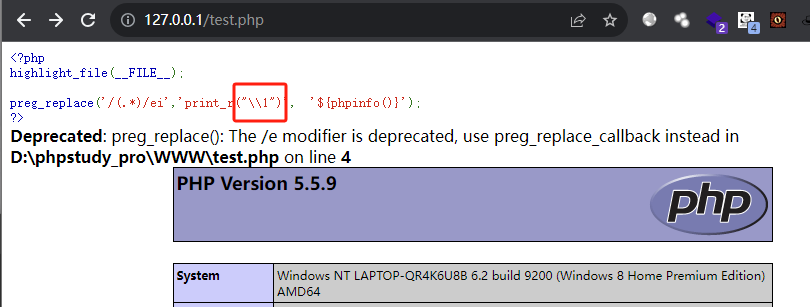 127.0.0.1/test.php
2
4
<?php
highlight_file(__FILE__);
preg_replace('/(.*)/ei','print_r("\\1")', '${phpinfo()}');
?>
Deprecated: preg_replace(): The /e modifier is deprecated, use preg_replace_callback instead in
D:\phpstudy_pro\WWW\test.php on line 4
PHP Version 5.5.9
php
System
Windows NT LAPTOP-QR4K6U8B 6.2 build 9200 (Windows 8 Home Premium Edition)
AMD64